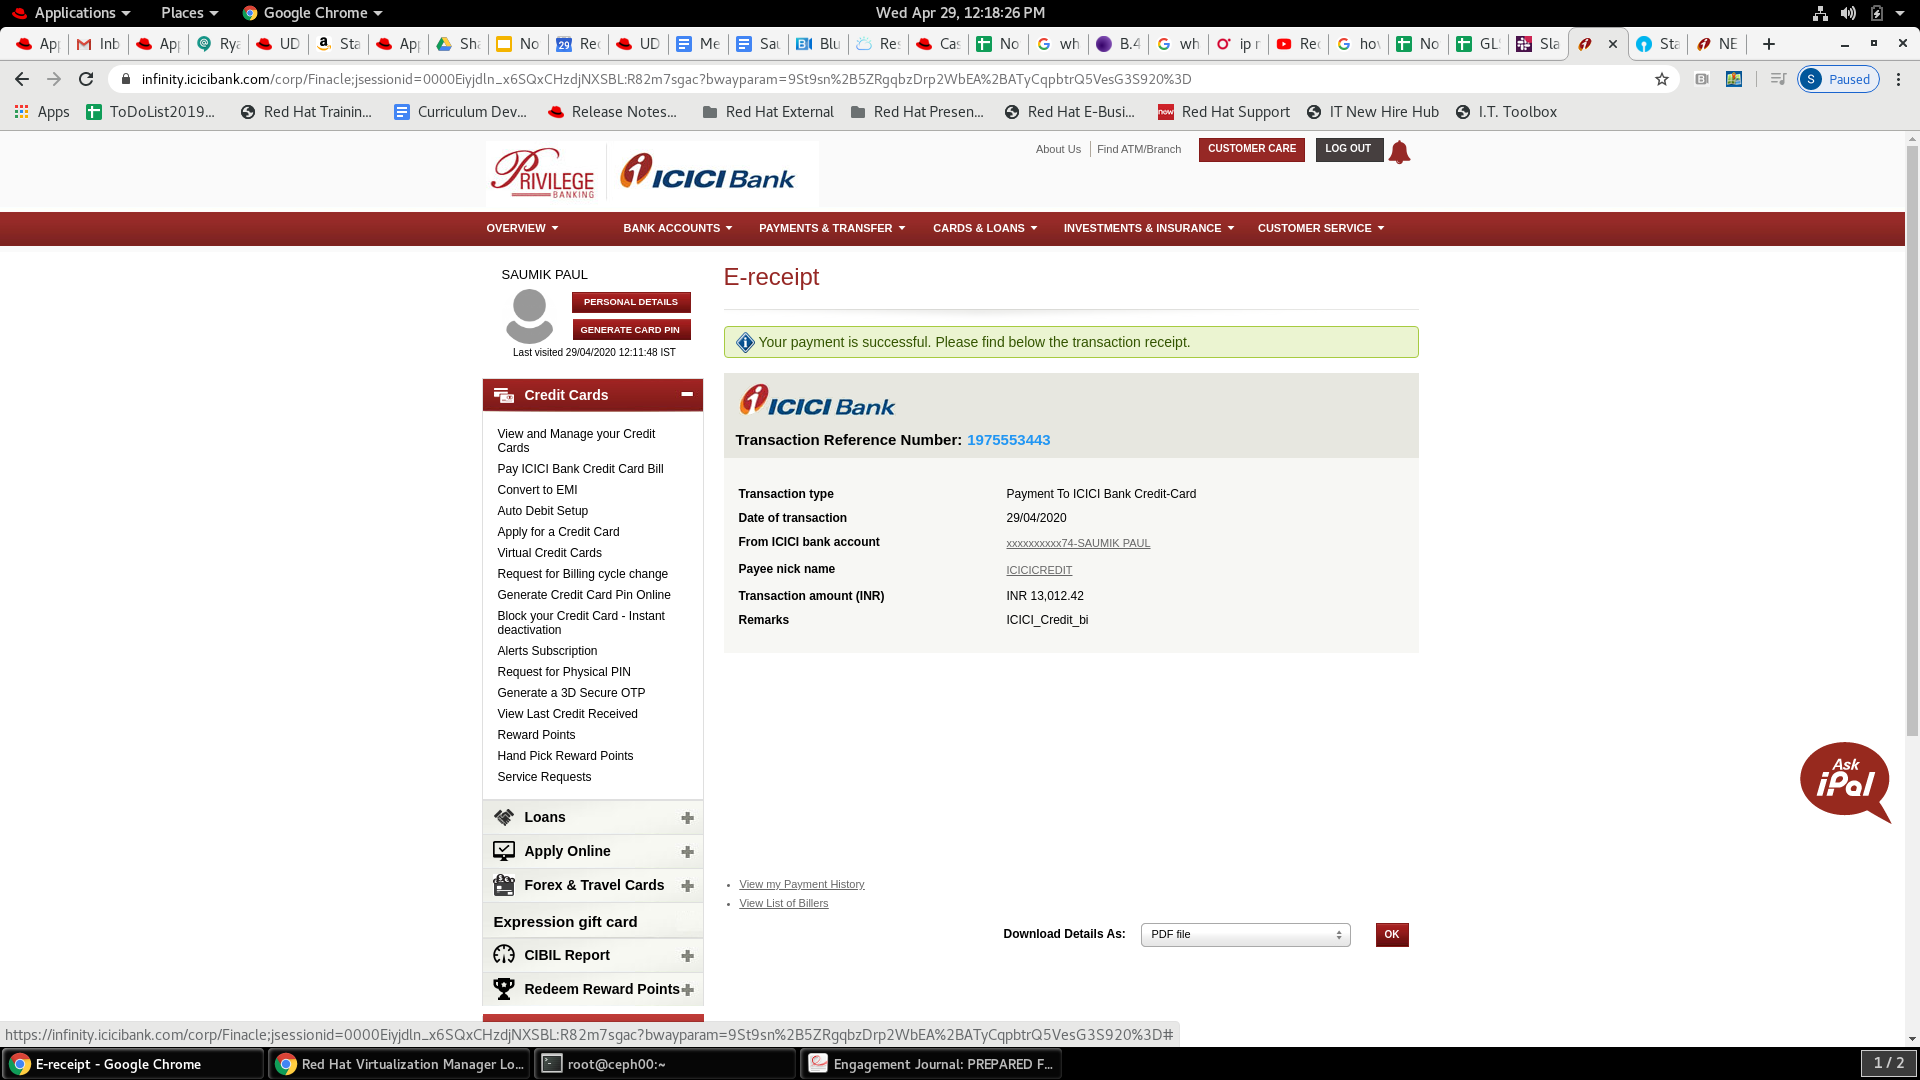 Applications Places Google Chrome Wed Apr 29, 12:18:26 PM
App Inb App Rya UD Sta App Sha No Rec UD Me Sau Blu Res Cas No wh B.4 wh ip r Rec hov No GL Sla Sta NE
infinity.icicibank.com/corp/Finacle;jsessionid=0000Eiyjdln_x6SQxCHzdjNXSBL:R82m7sgac?bwayparam=9St9sn%2B5ZRgqbzDrp2WbEA%2BATyCqpbtrQ5VesG3S920%3D
S Paused
Apps ToDoList2019... Red Hat Trainin... Curriculum Dev... Release Notes... Red Hat External Red Hat Presen... Red Hat E-Busi... now Red Hat Support IT New Hire Hub I.T. Toolbox
PRIVILEGE BANKING
ICICI Bank
About Us Find ATM/Branch CUSTOMER CARE LOG OUT
OVERVIEW BANK ACCOUNTS PAYMENTS & TRANSFER CARDS & LOANS INVESTMENTS & INSURANCE CUSTOMER SERVICE
SAUMIK PAUL
PERSONAL DETAILS
GENERATE CARD PIN
Last visited 29/04/2020 12:11:48 IST
Credit Cards
View and Manage your Credit
Cards
Pay ICICI Bank Credit Card Bill
Convert to EMI
Auto Debit Setup
Apply for a Credit Card
Virtual Credit Cards
Request for Billing cycle change
Generate Credit Card Pin Online
Block your Credit Card - Instant
deactivation
Alerts Subscription
Request for Physical PIN
Generate a 3D Secure OTP
View Last Credit Received
Reward Points
Hand Pick Reward Points
Service Requests
Loans
Apply Online
Forex & Travel Cards
Expression gift card
CIBIL Report
Redeem Reward Points
E-receipt
Your payment is successful. Please find below the transaction receipt.
ICICI Bank
Transaction Reference Number: 1975553443
Transaction type Payment To ICICI Bank Credit-Card
Date of transaction 29/04/2020
From ICICI bank account xxxxxxxxxx74-SAUMIK PAUL
Payee nick name ICICICREDIT
Transaction amount (INR) INR 13,012.42
Remarks ICICI_Credit_bi
View my Payment History
View List of Billers
Download Details As: PDF file OK
Ask
iPal
https://infinity.icicibank.com/corp/Finacle;jsessionid=0000Eiyjdln_x6SQxCHzdjNXSBL:R82m7sgac?bwayparam=9St9sn%2B5ZRgqbzDrp2WbEA%2BATyCqpbtrQ5VesG3S920%3D#
E-receipt - Google Chrome Red Hat Virtualization Manager Lo... root@ceph00:~ Engagement Journal: PREPARED F... 1 / 2